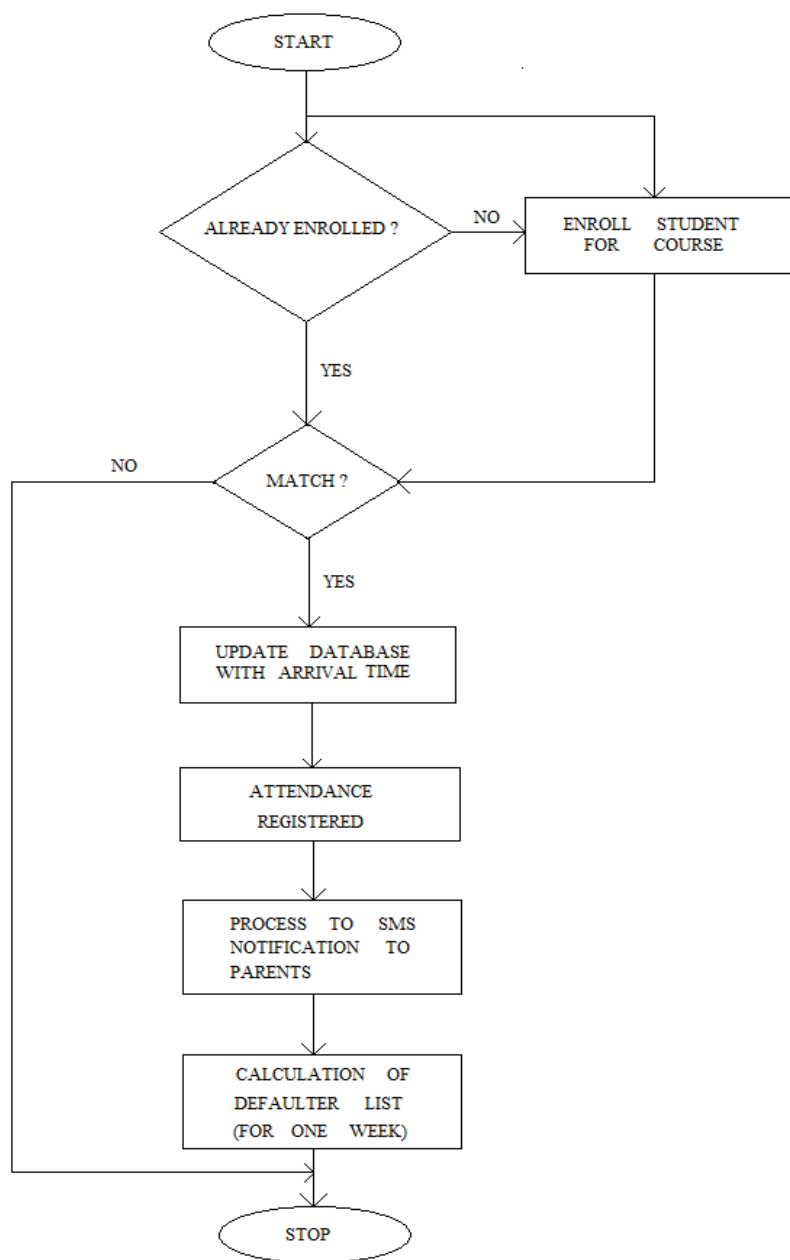 START
ALREADY ENROLLED ?
NO
ENROLL STUDENT
FOR COURSE
YES
NO
MATCH ?
YES
UPDATE DATABASE
WITH ARRIVAL TIME
ATTENDANCE
REGISTERED
PROCESS TO SMS
NOTIFICATION TO
PARENTS
CALCULATION OF
DEFAULTER LIST
(FOR ONE WEEK)
STOP